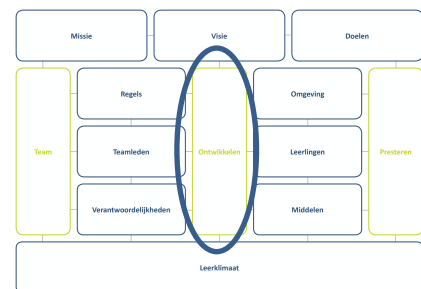 Missie
Visie
Doelen
Regels
Omgeving
Team
Teamleden
Ontwikkelen
Leerlingen
Presteren
Verantwoordelijkheden
Middelen
Leerklimaat